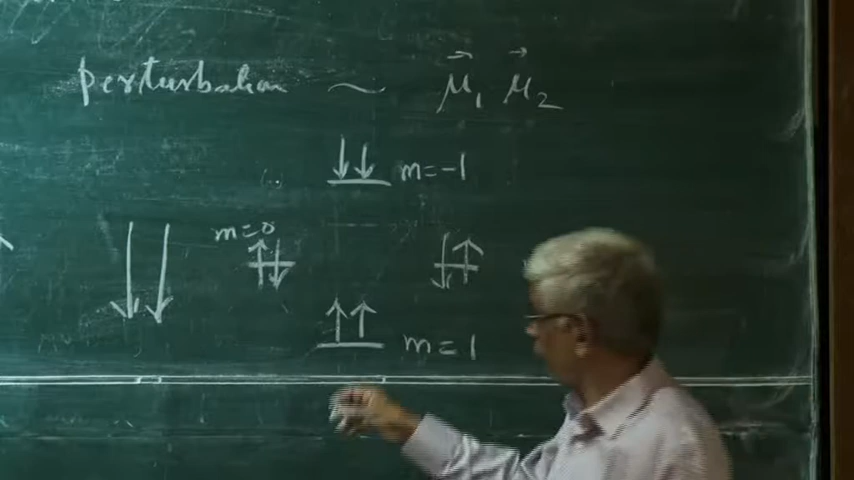 perturbation ~ μ⃗₁ μ⃗₂
↓↓ m=-1
m=0
↓↓ ↑↓ ↓↑
↑↑ m=1